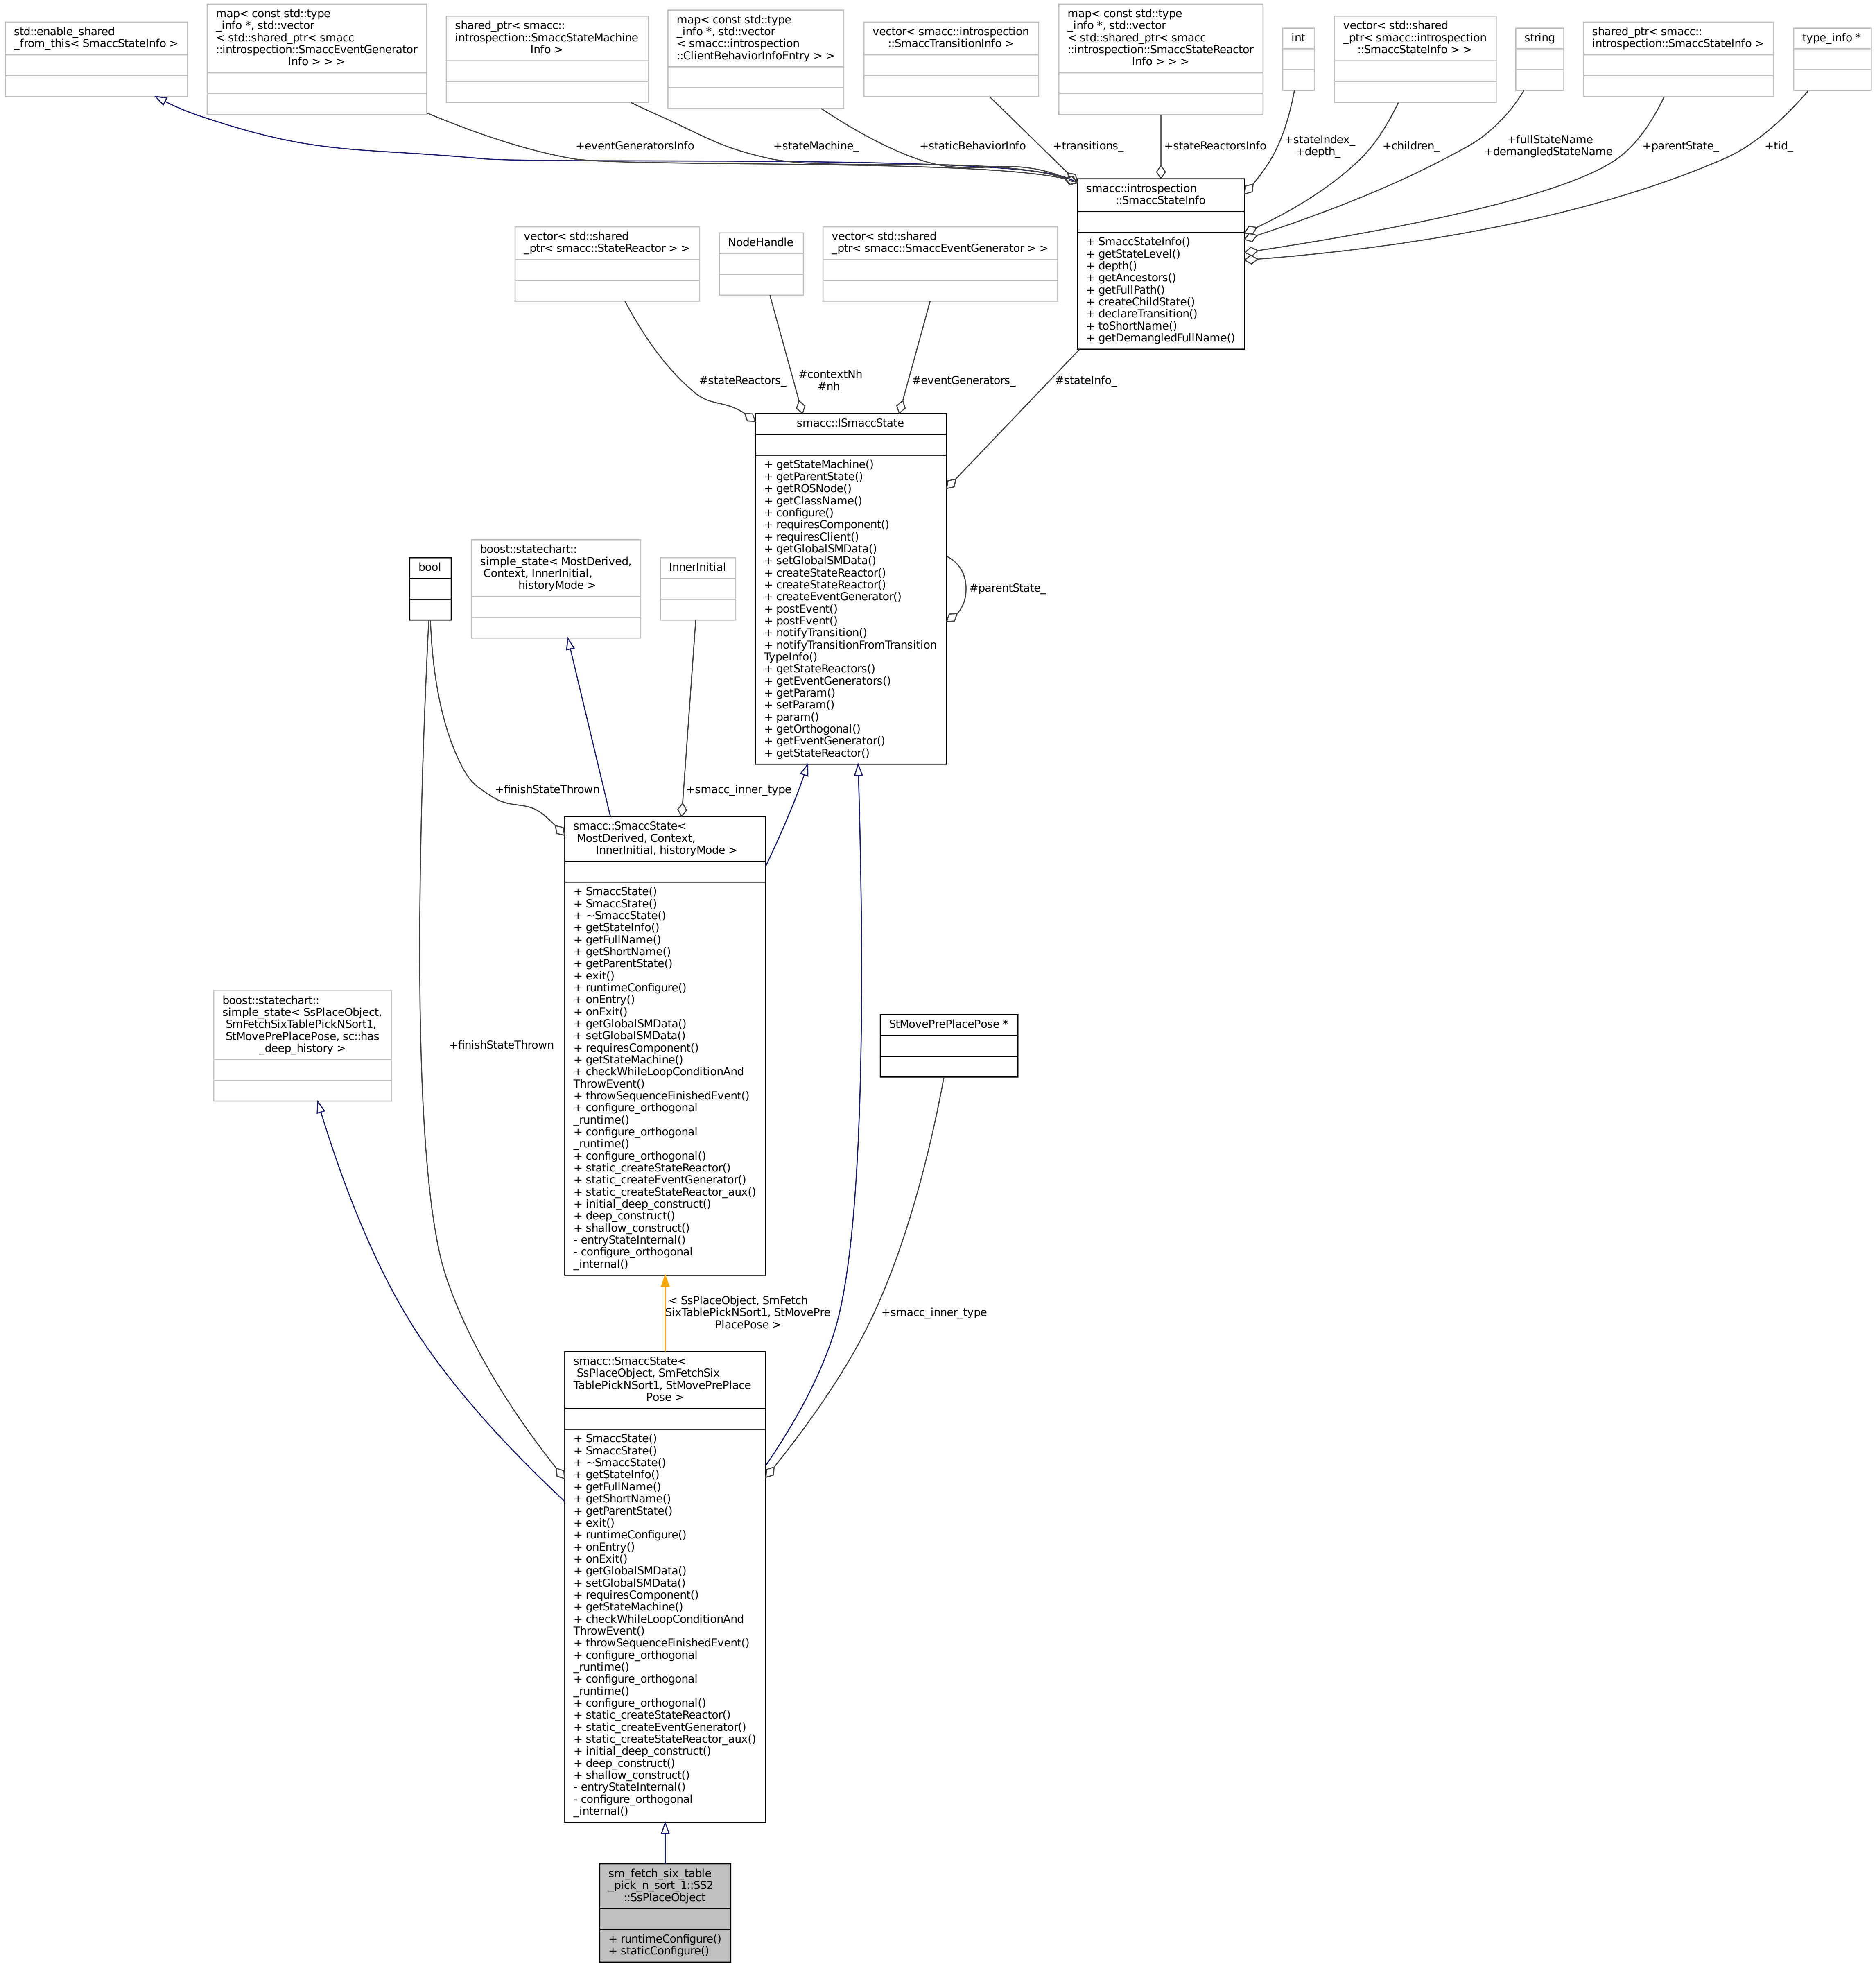 std::enable_shared
_from_this< SmaccStateInfo >
map< const std::type
_info *, std::vector
< std::shared_ptr< smacc
::introspection::SmaccEventGenerator
Info > > >
shared_ptr< smacc::
introspection::SmaccStateMachine
Info >
map< const std::type
_info *, std::vector
< smacc::introspection
::ClientBehaviorInfoEntry > >
vector< smacc::introspection
::SmaccTransitionInfo >
map< const std::type
_info *, std::vector
< std::shared_ptr< smacc
::introspection::SmaccStateReactor
Info > > >
int
vector< std::shared
_ptr< smacc::introspection
::SmaccStateInfo > >
string
shared_ptr< smacc::
introspection::SmaccStateInfo >
type_info *
+eventGeneratorsInfo
+stateMachine_
+staticBehaviorInfo
+transitions_
+stateReactorsInfo
+stateIndex_
+depth_
+children_
+fullStateName
+demangledStateName
+parentState_
+tid_
smacc::introspection
::SmaccStateInfo
+ SmaccStateInfo()
+ getStateLevel()
+ depth()
+ getAncestors()
+ getFullPath()
+ createChildState()
+ declareTransition()
+ toShortName()
+ getDemangledFullName()
vector< std::shared
_ptr< smacc::StateReactor > >
NodeHandle
vector< std::shared
_ptr< smacc::SmaccEventGenerator > >
#stateReactors_
#contextNh
#nh
#eventGenerators_
#stateInfo_
smacc::ISmaccState
+ getStateMachine()
+ getParentState()
+ getROSNode()
+ getClassName()
+ configure()
+ requiresComponent()
+ requiresClient()
+ getGlobalSMData()
+ setGlobalSMData()
+ createStateReactor()
+ createStateReactor()
+ createEventGenerator()
+ postEvent()
+ postEvent()
+ notifyTransition()
+ notifyTransitionFromTransition
TypeInfo()
+ getStateReactors()
+ getEventGenerators()
+ getParam()
+ setParam()
+ param()
+ getOrthogonal()
+ getEventGenerator()
+ getStateReactor()
#parentState_
bool
boost::statechart::
simple_state< MostDerived,
Context, InnerInitial,
historyMode >
InnerInitial
+finishStateThrown
+smacc_inner_type
smacc::SmaccState<
MostDerived, Context,
InnerInitial, historyMode >
+ SmaccState()
+ SmaccState()
+ ~SmaccState()
+ getStateInfo()
+ getFullName()
+ getShortName()
+ getParentState()
+ exit()
+ runtimeConfigure()
+ onEntry()
+ onExit()
+ getGlobalSMData()
+ setGlobalSMData()
+ requiresComponent()
+ getStateMachine()
+ checkWhileLoopConditionAnd
ThrowEvent()
+ throwSequenceFinishedEvent()
+ configure_orthogonal
_runtime()
+ configure_orthogonal
_runtime()
+ configure_orthogonal()
+ static_createStateReactor()
+ static_createEventGenerator()
+ static_createStateReactor_aux()
+ initial_deep_construct()
+ deep_construct()
+ shallow_construct()
- entryStateInternal()
- configure_orthogonal
_internal()
boost::statechart::
simple_state< SsPlaceObject,
SmFetchSixTablePickNSort1,
StMovePrePlacePose, sc::has
_deep_history >
+finishStateThrown
StMovePrePlacePose *
< SsPlaceObject, SmFetch
SixTablePickNSort1, StMovePre
PlacePose >
+smacc_inner_type
smacc::SmaccState<
SsPlaceObject, SmFetchSix
TablePickNSort1, StMovePrePlace
Pose >
+ SmaccState()
+ SmaccState()
+ ~SmaccState()
+ getStateInfo()
+ getFullName()
+ getShortName()
+ getParentState()
+ exit()
+ runtimeConfigure()
+ onEntry()
+ onExit()
+ getGlobalSMData()
+ setGlobalSMData()
+ requiresComponent()
+ getStateMachine()
+ checkWhileLoopConditionAnd
ThrowEvent()
+ throwSequenceFinishedEvent()
+ configure_orthogonal
_runtime()
+ configure_orthogonal
_runtime()
+ configure_orthogonal()
+ static_createStateReactor()
+ static_createEventGenerator()
+ static_createStateReactor_aux()
+ initial_deep_construct()
+ deep_construct()
+ shallow_construct()
- entryStateInternal()
- configure_orthogonal
_internal()
sm_fetch_six_table
_pick_n_sort_1::SS2
::SsPlaceObject
+ runtimeConfigure()
+ staticConfigure()